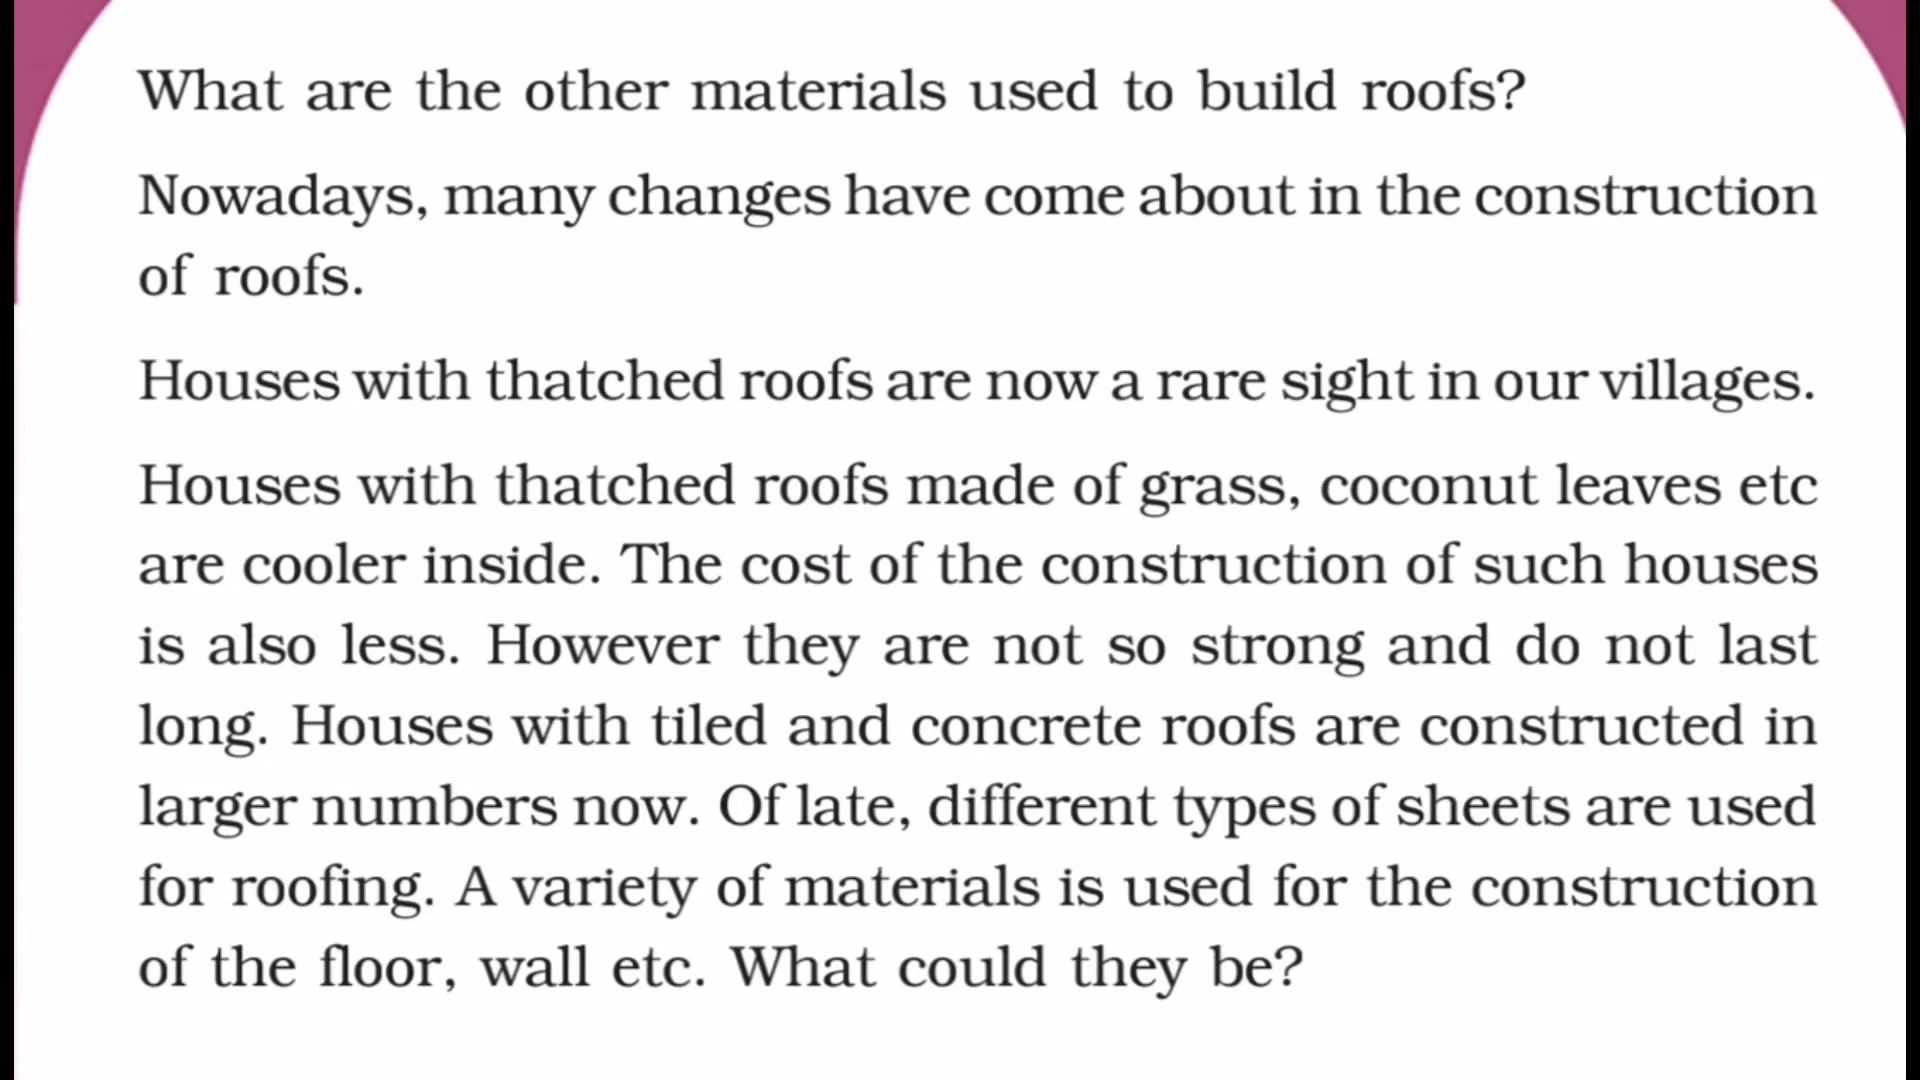 What are the other materials used to build roofs?
Nowadays, many changes have come about in the construction
of roofs.
Houses with thatched roofs are now a rare sight in our villages.
Houses with thatched roofs made of grass, coconut leaves etc
are cooler inside. The cost of the construction of such houses
is also less. However they are not so strong and do not last
long. Houses with tiled and concrete roofs are constructed in
larger numbers now. Of late, different types of sheets are used
for roofing. A variety of materials is used for the construction
of the floor, wall etc. What could they be?